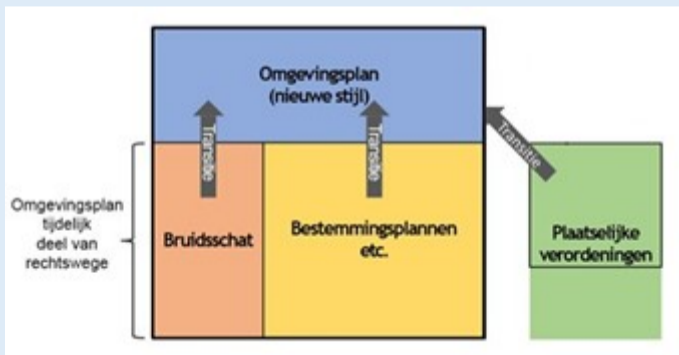 Omgevingsplan
(nieuwe stijl)
Transitie
Transitie
Transitie
Omgevingsplan
tijdelijk
deel van
rechtswege
Bruidsschat
Bestemmingsplannen
etc.
Plaatselijke
verordeningen